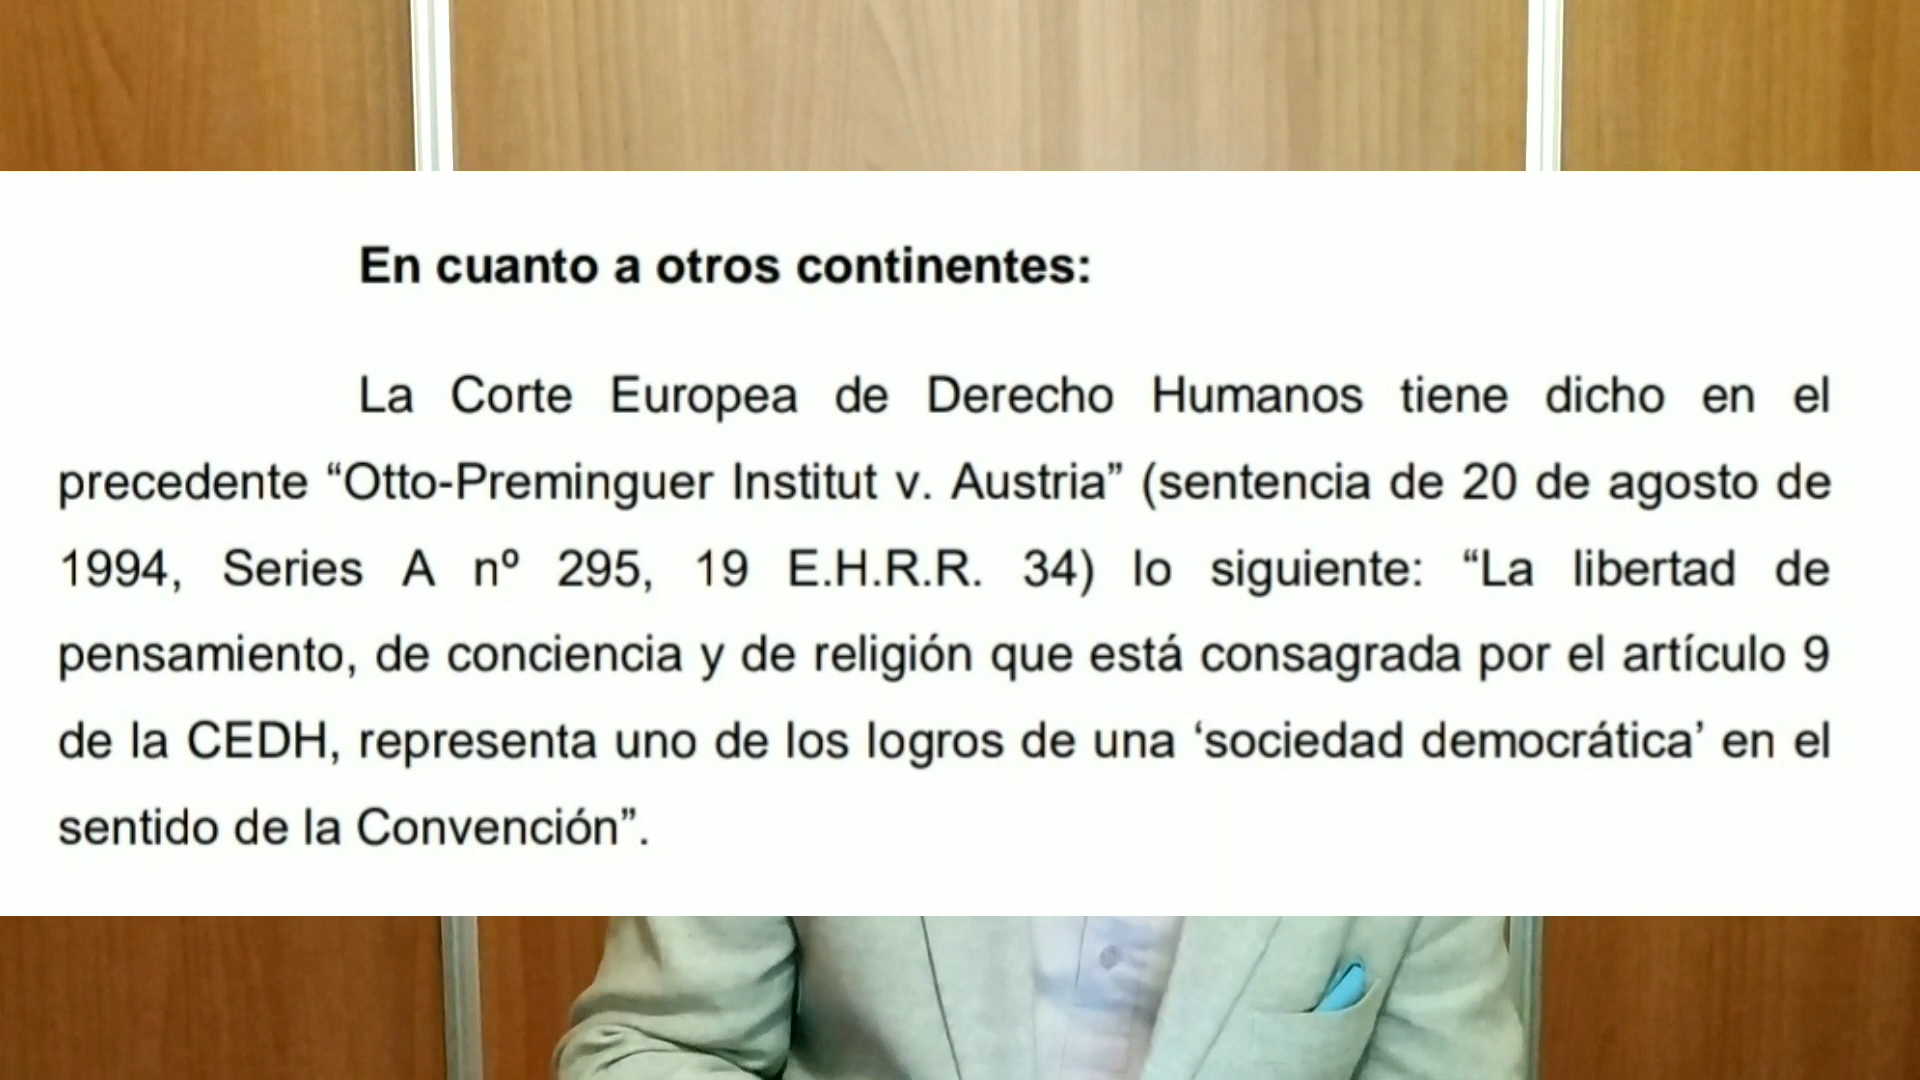 En cuanto a otros continentes:
La Corte Europea de Derecho Humanos tiene dicho en el
precedente “Otto-Preminguer Institut v. Austria” (sentencia de 20 de agosto de
1994, Series A nº 295, 19 E.H.R.R. 34) lo siguiente: “La libertad de
pensamiento, de conciencia y de religión que está consagrada por el artículo 9
de la CEDH, representa uno de los logros de una ‘sociedad democrática’ en el
sentido de la Convención”.